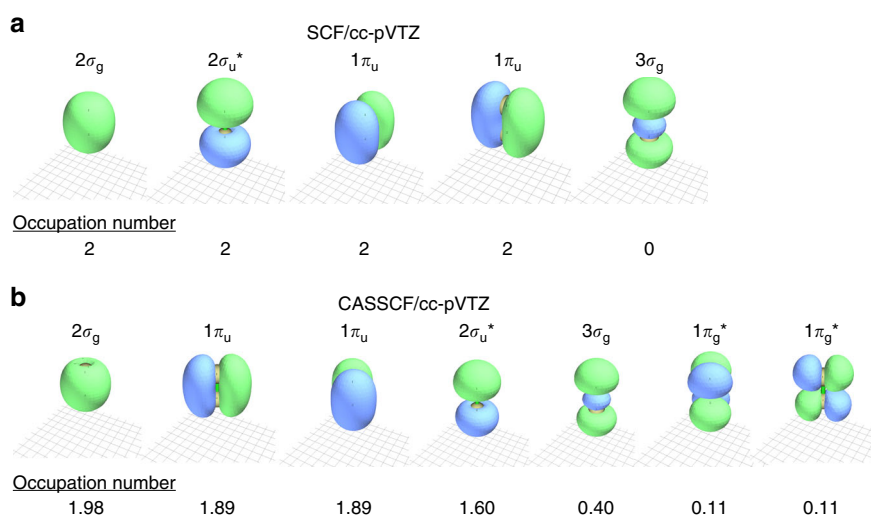 a
SCF/cc-pVTZ
2σg 2σu* 1πu 1πu 3σg
Occupation number
2 2 2 2 0
b
CASSCF/cc-pVTZ
2σg 1πu 1πu 2σu* 3σg 1πg* 1πg*
Occupation number
1.98 1.89 1.89 1.60 0.40 0.11 0.11